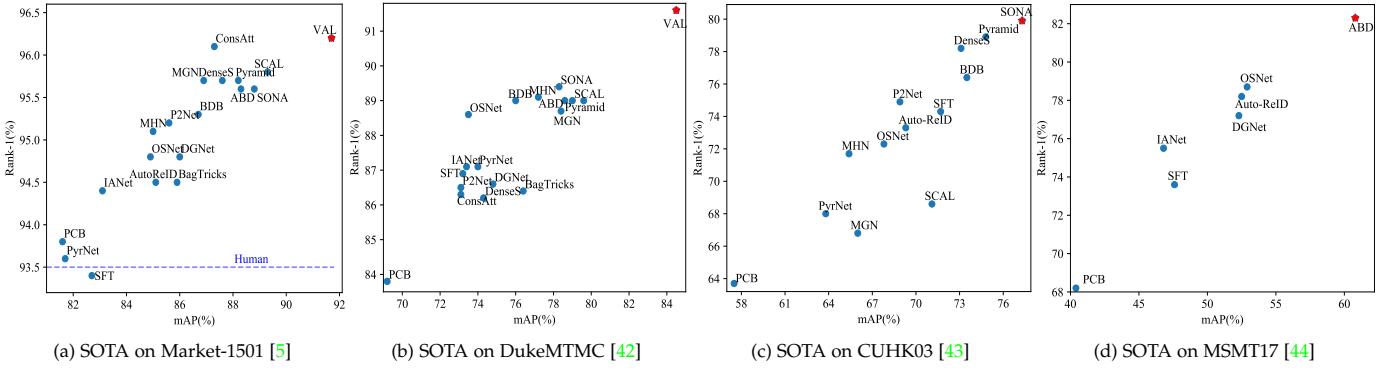 96.5
96.0
95.5
95.0
94.5
94.0
93.5
Rank-1(%)
VAL
ConsAtt
SCAL
MGN DenseS Pyramid
ABD SONA
BDB
P2Net
MHN
OSNet DGNet
AutoReID BagTricks
IANet
PCB
PyrNet
Human
SFT
82 84 86 88 90 92
mAP(%)
(a) SOTA on Market-1501 [5]
91
90
89
88
87
86
85
84
Rank-1(%)
VAL
SONA
BDB MHN SCAL
ABD Pyramid
OSNet
MGN
IANet PyrNet
SFT
P2Net DGNet
DenseS BagTricks
ConsAtt
PCB
70 72 74 76 78 80 82 84
mAP(%)
(b) SOTA on DukeMTMC [42]
80
78
76
74
72
70
68
66
64
Rank-1(%)
SONA
Pyramid
DenseS
BDB
P2Net
SFT
Auto-ReID
OSNet
MHN
SCAL
PyrNet
MGN
PCB
58 61 64 67 70 73 76
mAP(%)
(c) SOTA on CUHK03 [43]
82
80
78
76
74
72
70
68
Rank-1(%)
ABD
OSNet
Auto-ReID
DGNet
IANet
SFT
PCB
40 45 50 55 60
mAP(%)
(d) SOTA on MSMT17 [44]